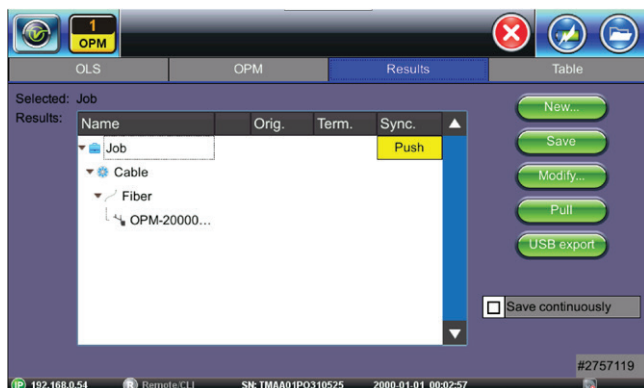 1
OPM
OLS OPM Results Table
Selected: Job
Results:
Name Orig. Term. Sync.
Job Push
Cable
Fiber
OPM-20000...
New...
Save
Modify...
Pull
USB export
Save continuously
#2757119
IP 192.168.0.54 R Remote/CLI SN: TMAA01PO310525 2000-01-01 00:02:57